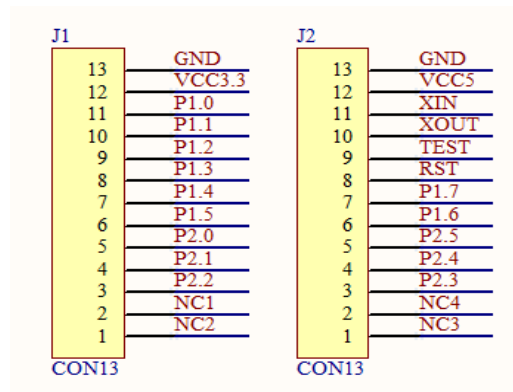 J1
13 GND
12 VCC3.3
11 P1.0
10 P1.1
9 P1.2
8 P1.3
7 P1.4
6 P1.5
5 P2.0
4 P2.1
3 P2.2
2 NC1
1 NC2
CON13
J2
13 GND
12 VCC5
11 XIN
10 XOUT
9 TEST
8 RST
7 P1.7
6 P1.6
5 P2.5
4 P2.4
3 P2.3
2 NC4
1 NC3
CON13